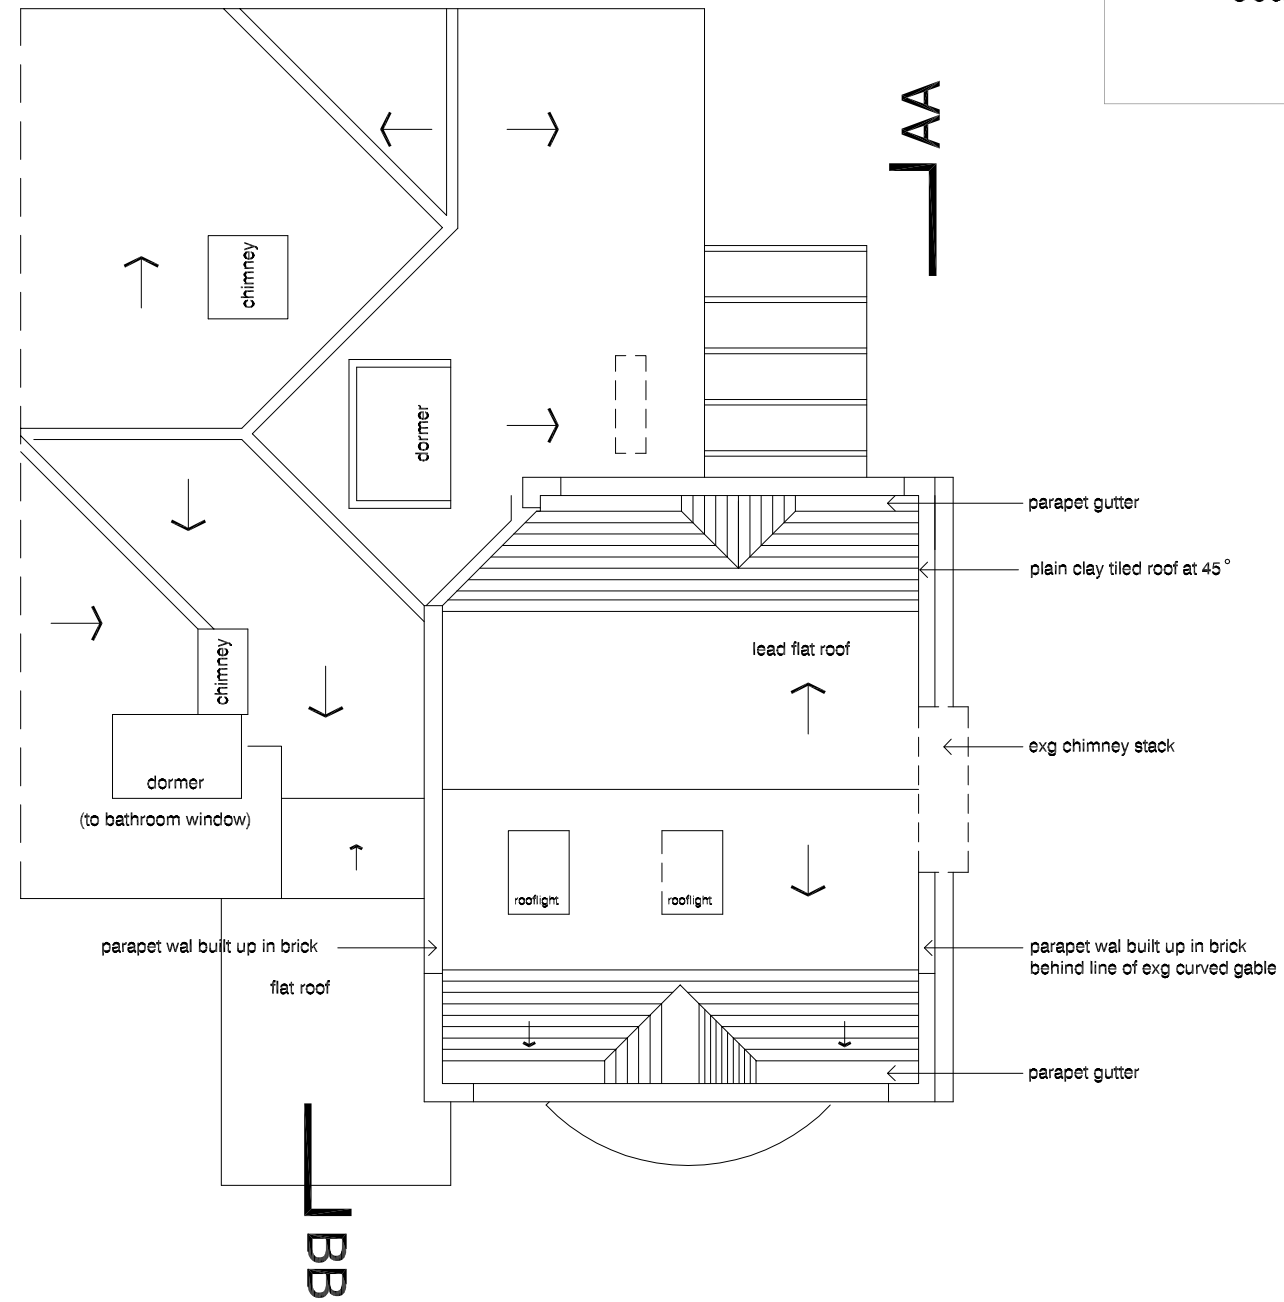 AA
chimney
dormer
parapet gutter
plain clay tiled roof at 45°
lead flat roof
chimney
exg chimney stack
dormer
(to bathroom window)
rooflight
rooflight
parapet wal built up in brick
parapet wal built up in brick
behind line of exg curved gable
flat roof
parapet gutter
BB